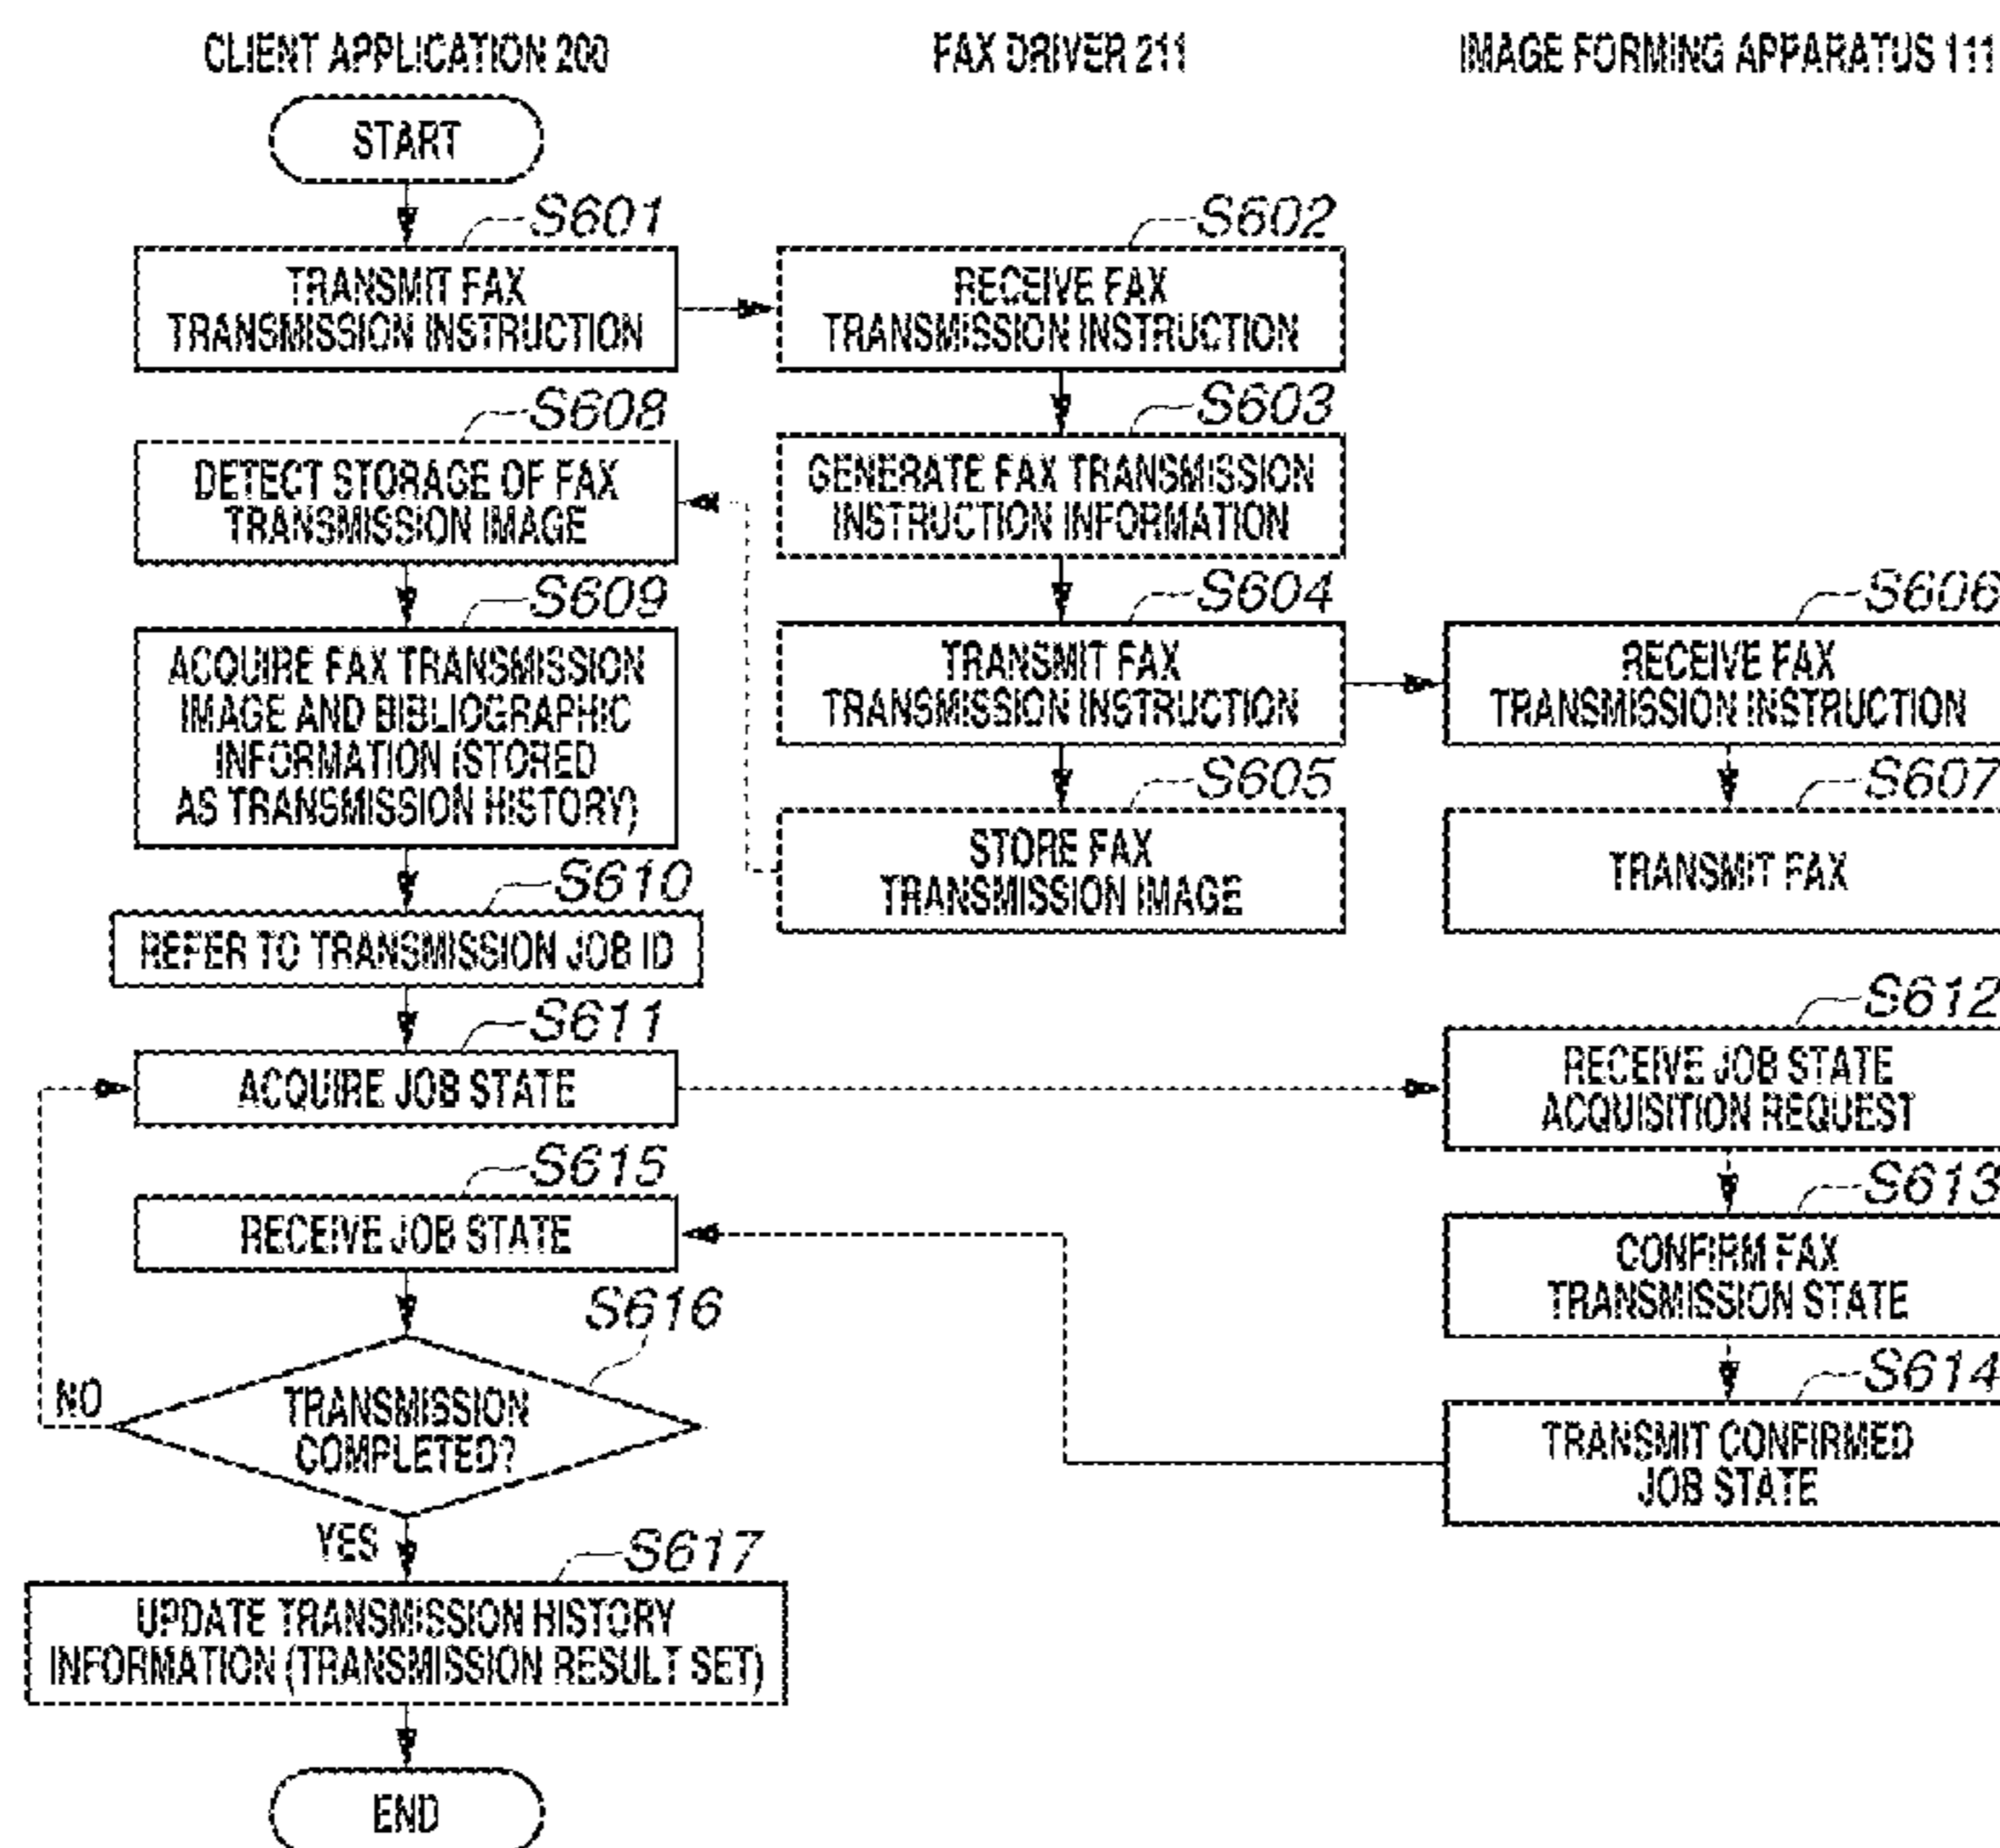 CLIENT APPLICATION 200
FAX DRIVER 211
IMAGE FORMING APPARATUS 111
START
S601
TRANSMIT FAX
TRANSMISSION INSTRUCTION
S602
RECEIVE FAX
TRANSMISSION INSTRUCTION
S608
DETECT STORAGE OF FAX
TRANSMISSION IMAGE
S603
GENERATE FAX TRANSMISSION
INSTRUCTION INFORMATION
S609
ACQUIRE FAX TRANSMISSION
IMAGE AND BIBLIOGRAPHIC
INFORMATION (STORED
AS TRANSMISSION HISTORY)
S604
TRANSMIT FAX
TRANSMISSION INSTRUCTION
S606
RECEIVE FAX
TRANSMISSION INSTRUCTION
S605
STORE FAX
TRANSMISSION IMAGE
S607
TRANSMIT FAX
S610
REFER TO TRANSMISSION JOB ID
S611
ACQUIRE JOB STATE
S612
RECEIVE JOB STATE
ACQUISITION REQUEST
S615
RECEIVE JOB STATE
S613
CONFIRM FAX
TRANSMISSION STATE
S616
TRANSMISSION
COMPLETED?
NO
YES
S614
TRANSMIT CONFIRMED
JOB STATE
S617
UPDATE TRANSMISSION HISTORY
INFORMATION (TRANSMISSION RESULT SET)
END